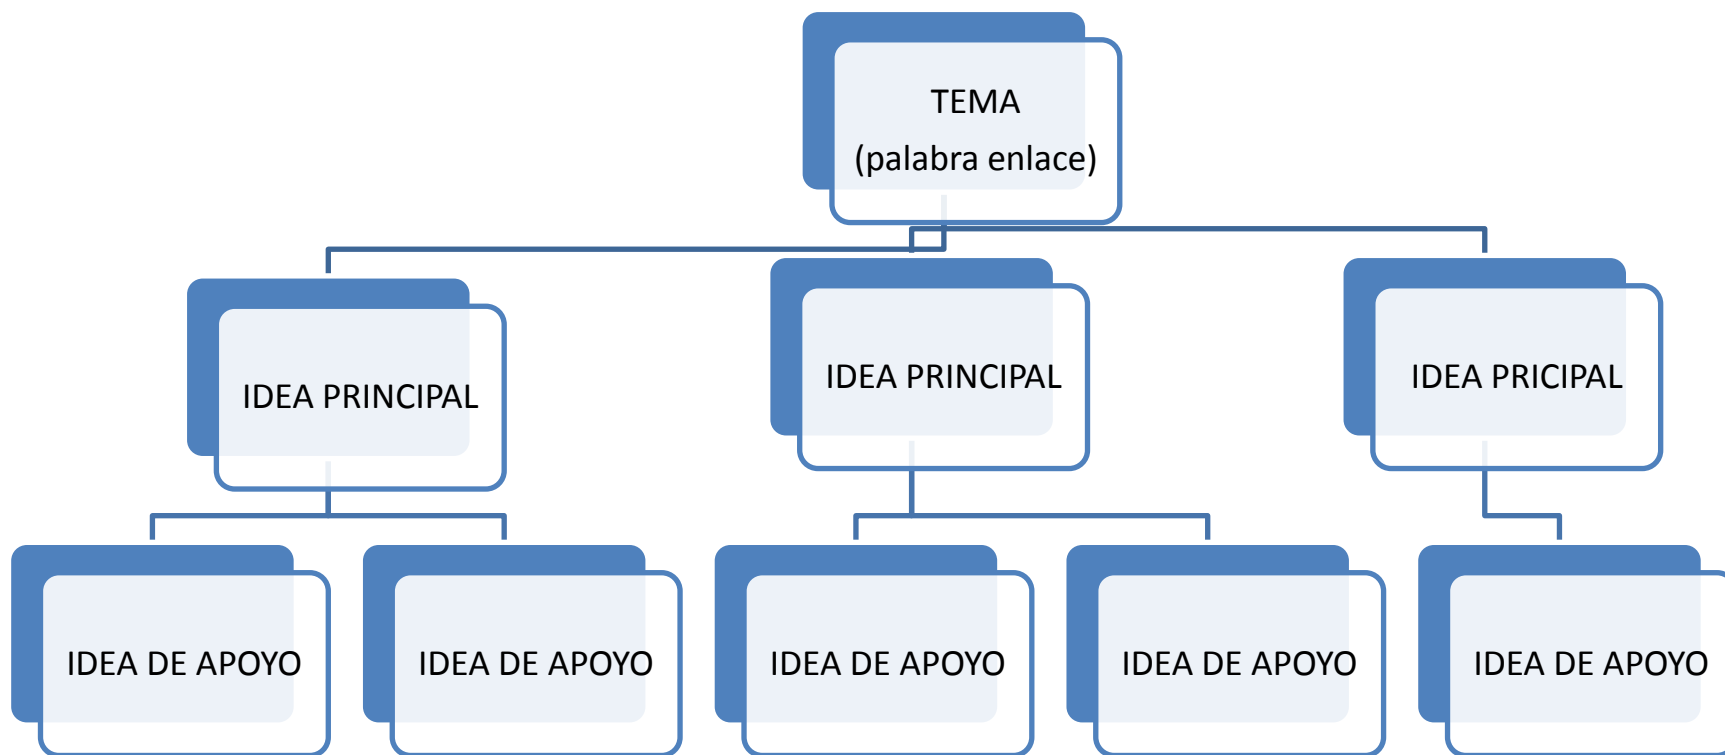 TEMA
(palabra enlace)
IDEA PRINCIPAL
IDEA PRINCIPAL
IDEA PRICIPAL
IDEA DE APOYO
IDEA DE APOYO
IDEA DE APOYO
IDEA DE APOYO
IDEA DE APOYO